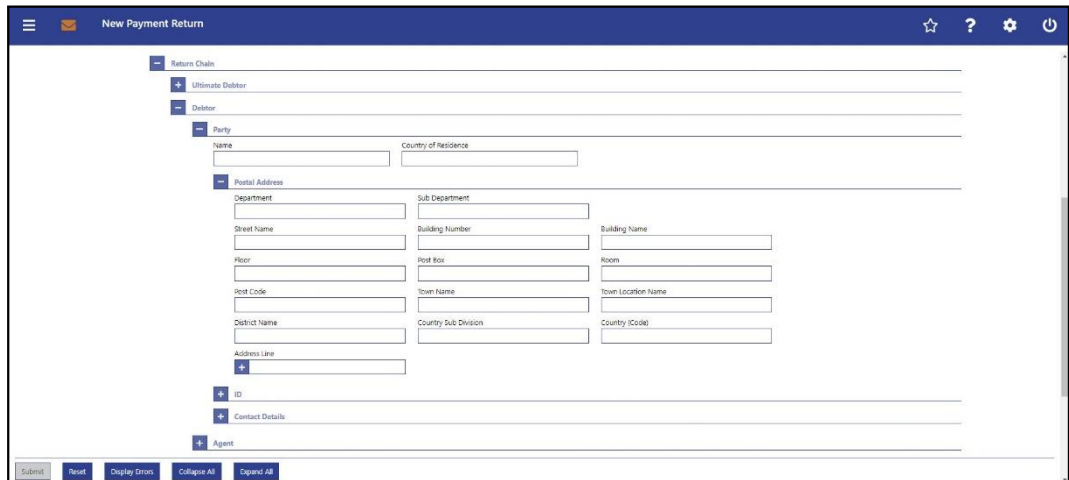 New Payment Return
Return Chain
Ultimate Debtor
Debtor
Party
Name Country of Residence
Postal Address
Department Sub Department
Street Name Building Number Building Name
Floor Post Box Room
Post Code Town Name Town Location Name
District Name Country Sub Division Country (Code)
Address Line
ID
Contact Details
Agent
Submit Reset Display Errors Collapse All Expand All